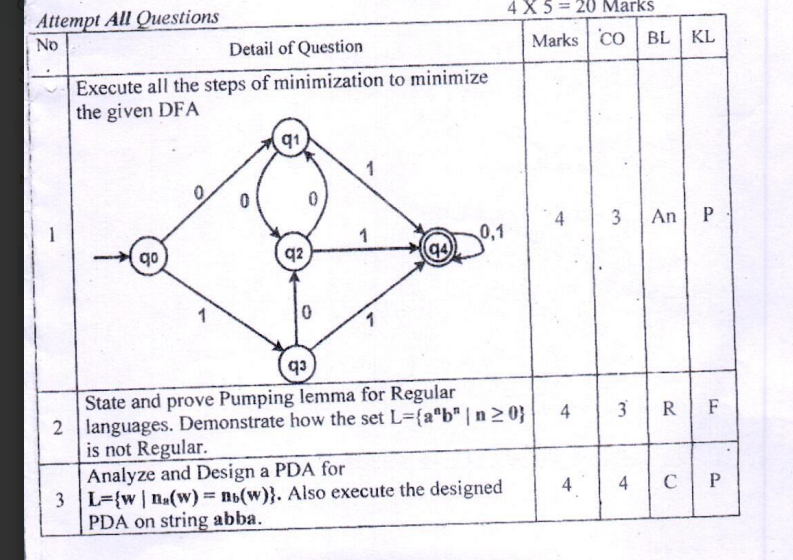 Attempt All Questions
4 X 5 = 20 Marks
No
Detail of Question
Marks
CO
BL
KL
1
Execute all the steps of minimization to minimize
the given DFA
q1
1
0
0
0
q0
q2
1
q4
0,1
1
0
1
q3
4
3
An
P
2
State and prove Pumping lemma for Regular
languages. Demonstrate how the set L={aⁿbⁿ | n ≥ 0}
is not Regular.
4
3
R
F
3
Analyze and Design a PDA for
L={w | nₐ(w) = n_b(w)}. Also execute the designed
PDA on string abba.
4
4
C
P